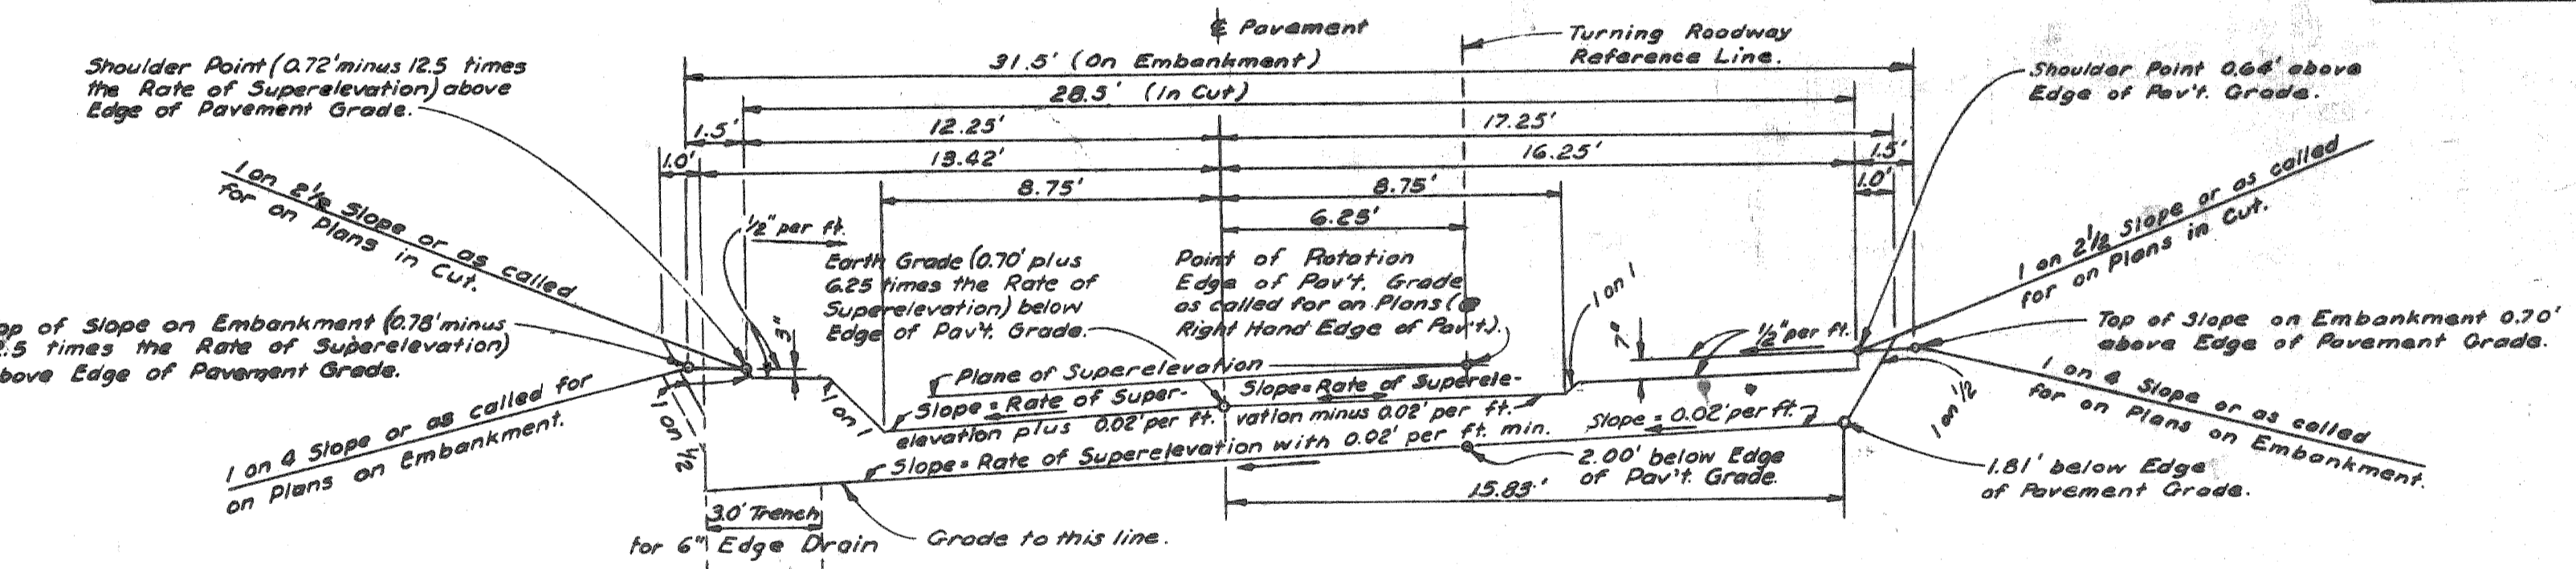 ℄ Pavement
Turning Roadway
Reference Line.
31.5' (On Embankment)
28.5' (In Cut)
Shoulder Point (0.72' minus 12.5 times
the Rate of Superelevation) above
Edge of Pavement Grade.
Shoulder Point 0.64' above
Edge of Pav't. Grade.
1.5'
12.25'
17.25'
1.0'
13.42'
16.25'
1.5'
8.75'
8.75'
1.0'
6.25'
1 on 2½ Slope or as called
for on Plans in Cut.
1 on 2½ Slope or as called
for on Plans in Cut.
½" per ft.
Earth Grade (0.70' plus
6.25 times the Rate of
Superelevation) below
Edge of Pav't. Grade.
Point of Rotation
Edge of Pav't. Grade
as called for on Plans (
Right Hand Edge of Pav't.).
1 on 1
7"
½" per ft.
3"
op of Slope on Embankment (0.78' minus
2.5 times the Rate of Superelevation)
bove Edge of Pavement Grade.
Top of Slope on Embankment 0.70'
above Edge of Pavement Grade.
Plane of Superelevation
Slope = Rate of Super-
elevation plus 0.02' per ft.
Slope = Rate of Superele-
vation minus 0.02' per ft.
Slope = 0.02' per ft.
Slope = Rate of Superelevation with 0.02' per ft. min.
1 on 1
1 on ½
1 on ½
1 on 4 Slope or as called for
on Plans on Embankment.
1 on 4 Slope or as called
for on Plans on Embankment.
2.00' below Edge
of Pav't. Grade.
1.81' below Edge
of Pavement Grade.
15.83'
3.0' Trench
for 6" Edge Drain
Grade to this line.